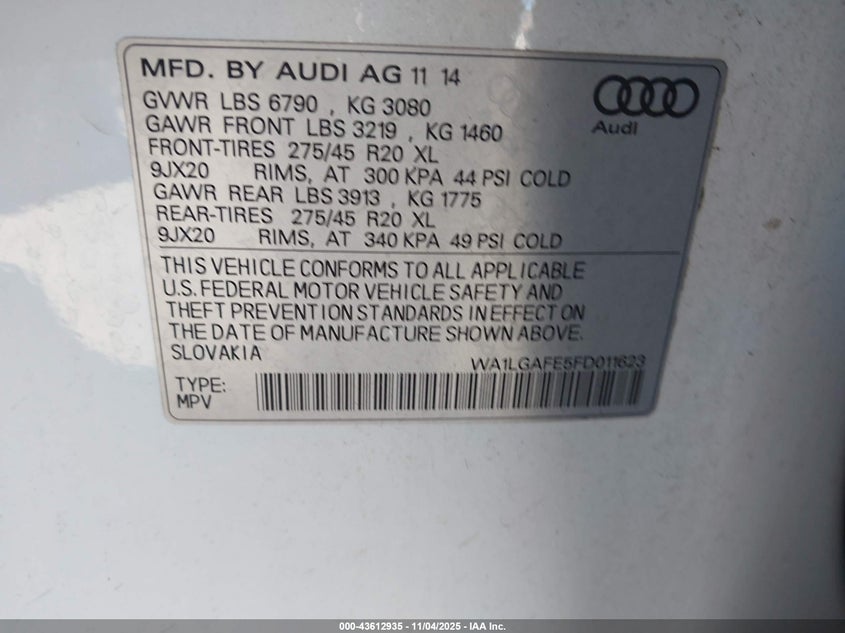 MFD. BY AUDI AG 11 14
GVWR LBS 6790 , KG 3080
GAWR FRONT LBS 3219 , KG 1460
FRONT-TIRES 275/45 R20 XL
9JX20 RIMS, AT 300 KPA 44 PSI COLD
GAWR REAR LBS 3913 , KG 1775
REAR-TIRES 275/45 R20 XL
9JX20 RIMS, AT 340 KPA 49 PSI COLD
Audi
THIS VEHICLE CONFORMS TO ALL APPLICABLE
U.S. FEDERAL MOTOR VEHICLE SAFETY AND
THEFT PREVENTION STANDARDS IN EFFECT ON
THE DATE OF MANUFACTURE SHOWN ABOVE.
SLOVAKIA
WA1LGAFE5FD011623
TYPE:
MPV
000-43612935 - 11/04/2025 - IAA Inc.